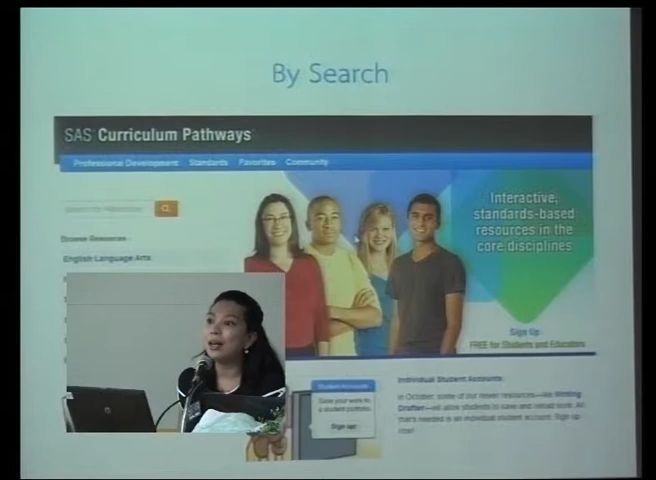 By Search
SAS Curriculum Pathways
Professional Development Standards Favorites Community
Interactive,
standards-based
resources in the
core disciplines
Browse Resources
English Language Arts
Sign Up
FREE for Students and Educators
Student Accounts
Save your work to
a student portfolio.
Sign up
Individual Student Accounts
In October, some of our newer resources—like Writing
Drafter—will allow students to save and reload work. All
that's needed is an individual student account. Sign up
now!